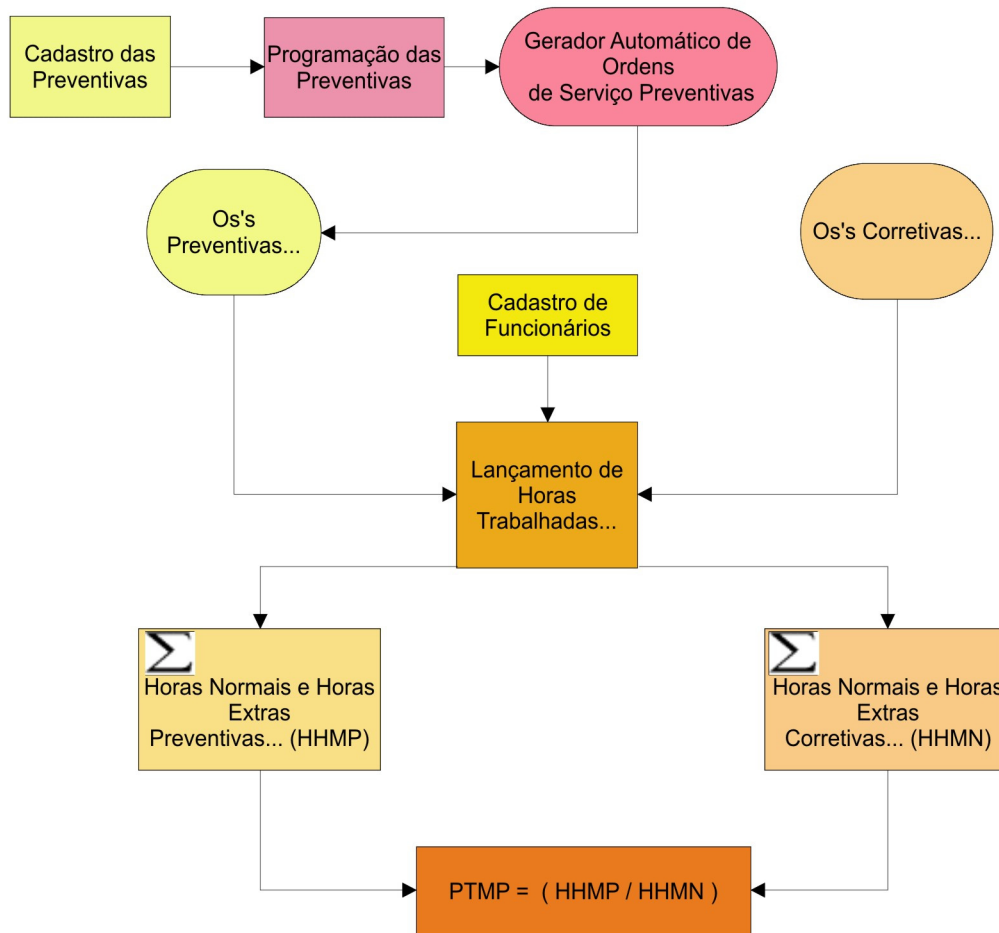 Cadastro das
Preventivas
Programação das
Preventivas
Gerador Automático de
Ordens
de Serviço Preventivas
Os's
Preventivas...
Os's Corretivas...
Cadastro de
Funcionários
Lançamento de
Horas
Trabalhadas...
Σ
Horas Normais e Horas
Extras
Preventivas... (HHMP)
Σ
Horas Normais e Horas
Extras
Corretivas... (HHMN)
PTMP = ( HHMP / HHMN )